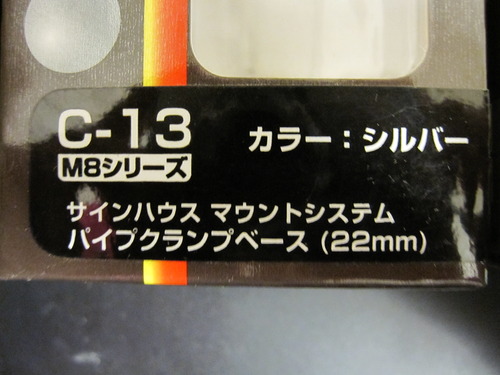 C-13 カラー：シルバー
M8シリーズ
サインハウス マウントシステム
パイプクランプベース (22mm)